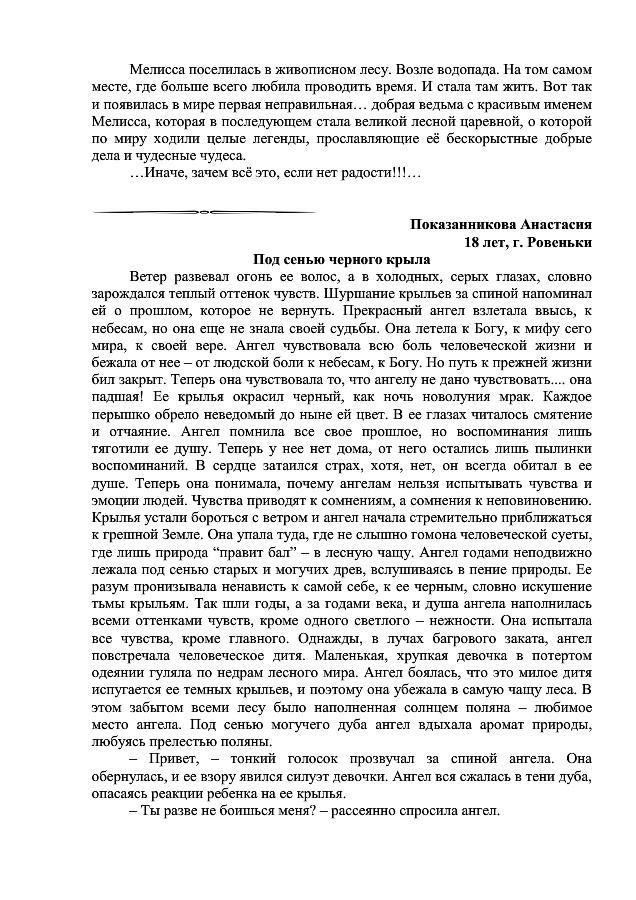 Мелисса поселилась в живописном лесу. Возле водопада. На том самом
месте, где больше всего любила проводить время. И стала там жить. Вот так
и появилась в мире первая неправильная… добрая ведьма с красивым именем
Мелисса, которая в последующем стала великой лесной царевной, о которой
по миру ходили целые легенды, прославляющие её бескорыстные добрые
дела и чудесные чудеса.
…Иначе, зачем всё это, если нет радости!!!…
Показанникова Анастасия
18 лет, г. Ровеньки
Под сенью черного крыла
Ветер развевал огонь ее волос, а в холодных, серых глазах, словно
зарождался теплый оттенок чувств. Шуршание крыльев за спиной напоминал
ей о прошлом, которое не вернуть. Прекрасный ангел взлетала ввысь, к
небесам, но она еще не знала своей судьбы. Она летела к Богу, к мифу сего
мира, к своей вере. Ангел чувствовала всю боль человеческой жизни и
бежала от нее – от людской боли к небесам, к Богу. Но путь к прежней жизни
бил закрыт. Теперь она чувствовала то, что ангелу не дано чувствовать.... она
падшая! Ее крылья окрасил черный, как ночь новолуния мрак. Каждое
перышко обрело неведомый до ныне ей цвет. В ее глазах читалось смятение
и отчаяние. Ангел помнила все свое прошлое, но воспоминания лишь
тяготили ее душу. Теперь у нее нет дома, от него остались лишь пылинки
воспоминаний. В сердце затаился страх, хотя, нет, он всегда обитал в ее
душе. Теперь она понимала, почему ангелам нельзя испытывать чувства и
эмоции людей. Чувства приводят к сомнениям, а сомнения к неповиновению.
Крылья устали бороться с ветром и ангел начала стремительно приближаться
к грешной Земле. Она упала туда, где не слышно гомона человеческой суеты,
где лишь природа “правит бал” – в лесную чащу. Ангел годами неподвижно
лежала под сенью старых и могучих древ, вслушиваясь в пение природы. Ее
разум пронизывала ненависть к самой себе, к ее черным, словно искушение
тьмы крыльям. Так шли годы, а за годами века, и душа ангела наполнилась
всеми оттенками чувств, кроме одного светлого – нежности. Она испытала
все чувства, кроме главного. Однажды, в лучах багрового заката, ангел
повстречала человеческое дитя. Маленькая, хрупкая девочка в потертом
одеянии гуляла по недрам лесного мира. Ангел боялась, что это милое дитя
испугается ее темных крыльев, и поэтому она убежала в самую чащу леса. В
этом забытом всеми лесу было наполненная солнцем поляна – любимое
место ангела. Под сенью могучего дуба ангел вдыхала аромат природы,
любуясь прелестью поляны.
– Привет, – тонкий голосок прозвучал за спиной ангела. Она
обернулась, и ее взору явился силуэт девочки. Ангел вся сжалась в тени дуба,
опасаясь реакции ребенка на ее крылья.
– Ты разве не боишься меня? – рассеянно спросила ангел.